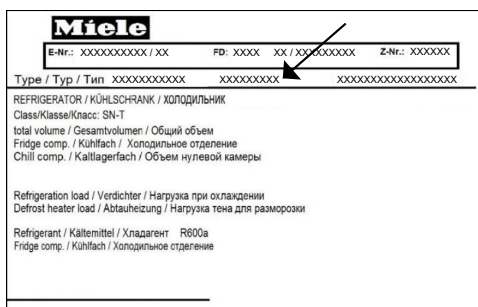 Miele
E-Nr.: XXXXXXXXXX / XX FD: XXXX XX / XXXXXXXXX Z-Nr.: XXXXXX
Type / Typ / Тип XXXXXXXXXXX XXXXXXXXX XXXXXXXXXXXXXXXXXX
REFRIGERATOR / KÜHLSCHRANK / ХОЛОДИЛЬНИК
Class/Klasse/Класс: SN-T
total volume / Gesamtvolumen / Общий объем
Fridge comp. / Kühlfach / Холодильное отделение
Chill comp. / Kaltlagerfach / Объем нулевой камеры
Refrigeration load / Verdichter / Нагрузка при охлаждении
Defrost heater load / Abtauheizung / Нагрузка тена для разморозки
Refrigerant / Kältemittel / Хладагент R600a
Fridge comp. / Kühlfach / Холодильное отделение